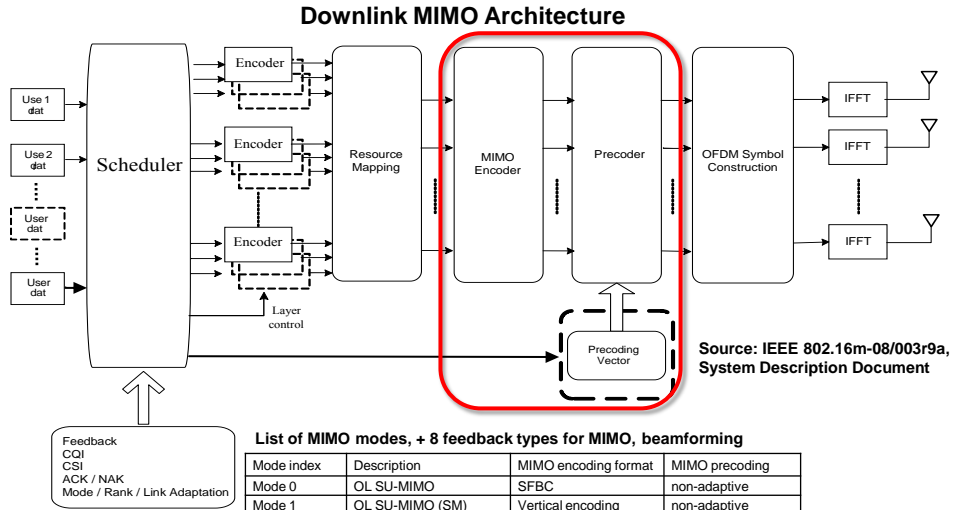 Downlink MIMO Architecture
Use 1
dat
Use 2
dat
User
dat
User
dat
Scheduler
Encoder
Encoder
Encoder
Layer
control
Resource
Mapping
MIMO
Encoder
Precoder
OFDM Symbol
Construction
IFFT
IFFT
IFFT
Precoding
Vector
Source: IEEE 802.16m-08/003r9a,
System Description Document
Feedback
CQI
CSI
ACK / NAK
Mode / Rank / Link Adaptation
List of MIMO modes, + 8 feedback types for MIMO, beamforming
Mode index Description MIMO encoding format MIMO precoding
Mode 0 OL SU-MIMO SFBC non-adaptive
Mode 1 OL SU-MIMO (SM) Vertical encoding non-adaptive